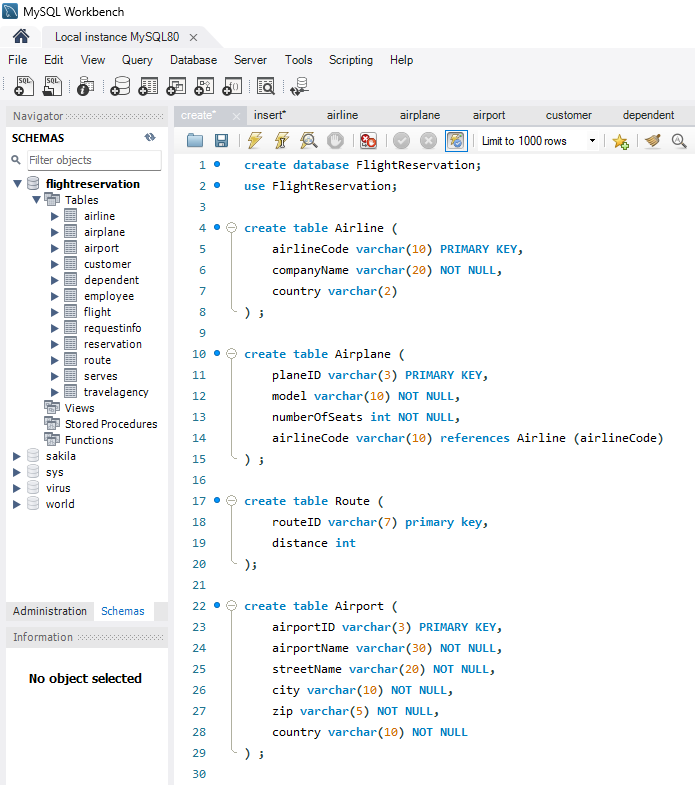 MySQL Workbench
Local instance MySQL80 ×
File Edit View Query Database Server Tools Scripting Help
Navigator
SCHEMAS
Filter objects
flightreservation
Tables
airline
airplane
airport
customer
dependent
employee
flight
requestinfo
reservation
route
serves
travelagency
Views
Stored Procedures
Functions
sakila
sys
virus
world
Administration Schemas
Information
No object selected
create* × insert* airline airplane airport customer dependent
Limit to 1000 rows
1 create database FlightReservation;
2 use FlightReservation;
3
4 create table Airline (
5 airlineCode varchar(10) PRIMARY KEY,
6 companyName varchar(20) NOT NULL,
7 country varchar(2)
8 ) ;
9
10 create table Airplane (
11 planeID varchar(3) PRIMARY KEY,
12 model varchar(10) NOT NULL,
13 numberOfSeats int NOT NULL,
14 airlineCode varchar(10) references Airline (airlineCode)
15 ) ;
16
17 create table Route (
18 routeID varchar(7) primary key,
19 distance int
20 );
21
22 create table Airport (
23 airportID varchar(3) PRIMARY KEY,
24 airportName varchar(30) NOT NULL,
25 streetName varchar(20) NOT NULL,
26 city varchar(10) NOT NULL,
27 zip varchar(5) NOT NULL,
28 country varchar(10) NOT NULL
29 ) ;
30